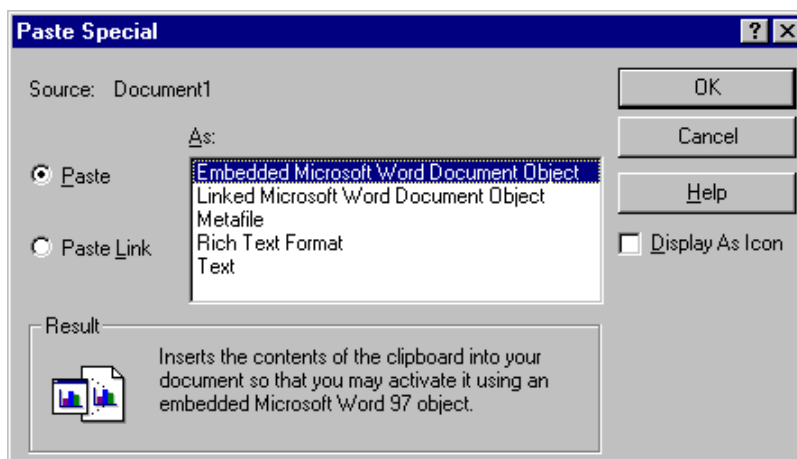 Paste Special
Source: Document1
OK
As:
Cancel
Paste
Embedded Microsoft Word Document Object
Linked Microsoft Word Document Object
Help
Metafile
Paste Link
Rich Text Format
Display As Icon
Text
Result
Inserts the contents of the clipboard into your
document so that you may activate it using an
embedded Microsoft Word 97 object.